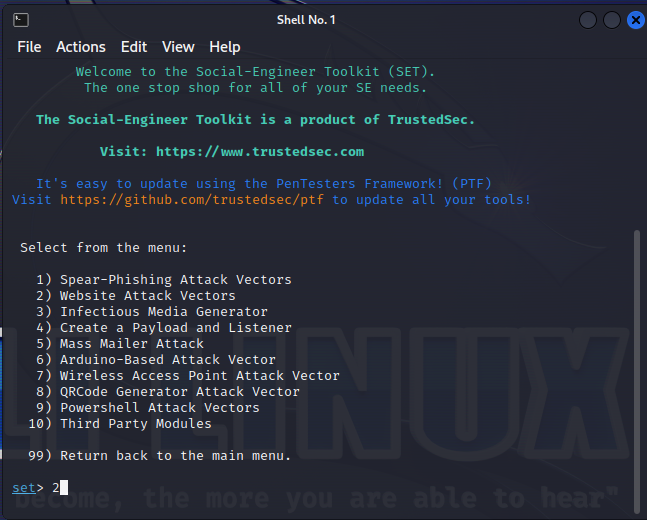 Shell No. 1
File Actions Edit View Help
Welcome to the Social-Engineer Toolkit (SET).
The one stop shop for all of your SE needs.
The Social-Engineer Toolkit is a product of TrustedSec.
Visit: https://www.trustedsec.com
It's easy to update using the PenTesters Framework! (PTF)
Visit https://github.com/trustedsec/ptf to update all your tools!
Select from the menu:
1) Spear-Phishing Attack Vectors
2) Website Attack Vectors
3) Infectious Media Generator
4) Create a Payload and Listener
5) Mass Mailer Attack
6) Arduino-Based Attack Vector
7) Wireless Access Point Attack Vector
8) QRCode Generator Attack Vector
9) Powershell Attack Vectors
10) Third Party Modules
99) Return back to the main menu.
set> 2
LINUX
become, the more you are able to hear"